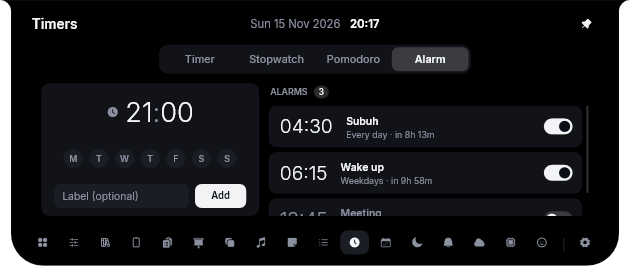 Timers
Sun 15 Nov 2026 20:17
Timer Stopwatch Pomodoro Alarm
21:00
M T W T F S S
Label (optional) Add
ALARMS 3
04:30 Subuh
Every day · in 8h 13m
06:15 Wake up
Weekdays · in 9h 58m
Meeting